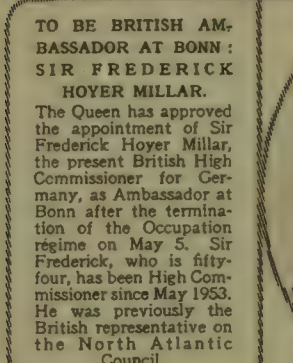 TO BE BRITISH AM-
BASSADOR AT BONN :
SIR FREDERICK
HOYER MILLAR.
The Queen has approved
the appointment of Sir
Frederick Hoyer Millar,
the present British High
Commissioner for Ger-
many, as Ambassador at
Bonn after the termina-
tion of the Occupation
régime on May 5. Sir
Frederick, who is fifty-
four, has been High Com-
missioner since May 1953.
He was previously the
British representative on
the North Atlantic
Council.